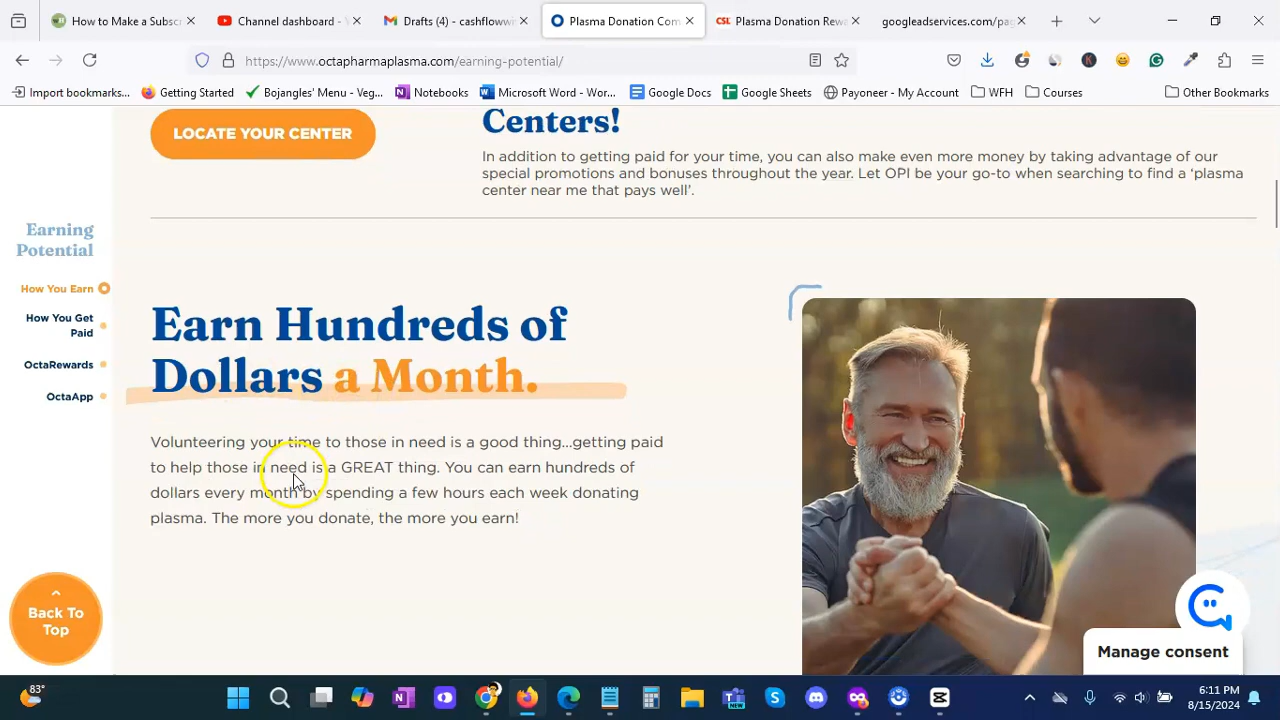 How to Make a Subsc
Channel dashboard -
Drafts (4) - cashflowwin
Plasma Donation Com
CSL Plasma Donation Rewa
googleadservices.com/pag
https://www.octapharmaplasma.com/earning-potential/
Import bookmarks...
Getting Started
Bojangles' Menu - Veg...
Notebooks
Microsoft Word - Wor...
Google Docs
Google Sheets
Payoneer - My Account
WFH
Courses
Other Bookmarks
LOCATE YOUR CENTER
Centers!
In addition to getting paid for your time, you can also make even more money by taking advantage of our
special promotions and bonuses throughout the year. Let OPI be your go-to when searching to find a ‘plasma
center near me that pays well’.
Earning
Potential
How You Earn
How You Get
Paid
OctaRewards
OctaApp
Back To
Top
Earn Hundreds of
Dollars a Month.
Volunteering your time to those in need is a good thing...getting paid
to help those in need is a GREAT thing. You can earn hundreds of
dollars every month by spending a few hours each week donating
plasma. The more you donate, the more you earn!
Manage consent
83°
6:11 PM
8/15/2024